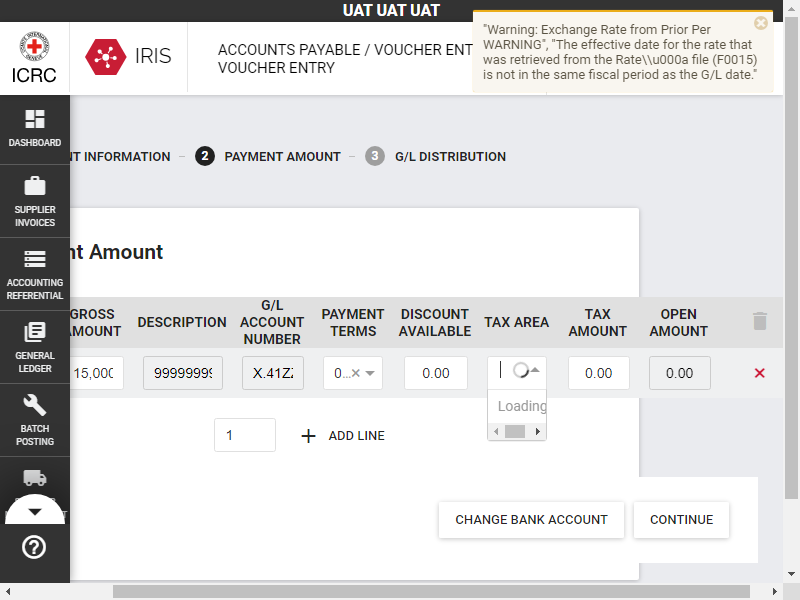 UAT UAT UAT
ICRC
IRIS
ACCOUNTS PAYABLE / VOUCHER ENT
VOUCHER ENTRY
"Warning: Exchange Rate from Prior Per
WARNING", "The effective date for the rate that
was retrieved from the Rate\\u000a file (F0015)
is not in the same fiscal period as the G/L date."
DASHBOARD
SUPPLIER
INVOICES
ACCOUNTING
REFERENTIAL
GENERAL
LEDGER
BATCH
POSTING
NT INFORMATION
2 PAYMENT AMOUNT
3 G/L DISTRIBUTION
nt Amount
GROSS AMOUNT
DESCRIPTION
G/L ACCOUNT NUMBER
PAYMENT TERMS
DISCOUNT AVAILABLE
TAX AREA
TAX AMOUNT
OPEN AMOUNT
15,000 99999999 X.41ZZ 0... 0.00 0.00 0.00
Loading
1 ADD LINE
CHANGE BANK ACCOUNT
CONTINUE